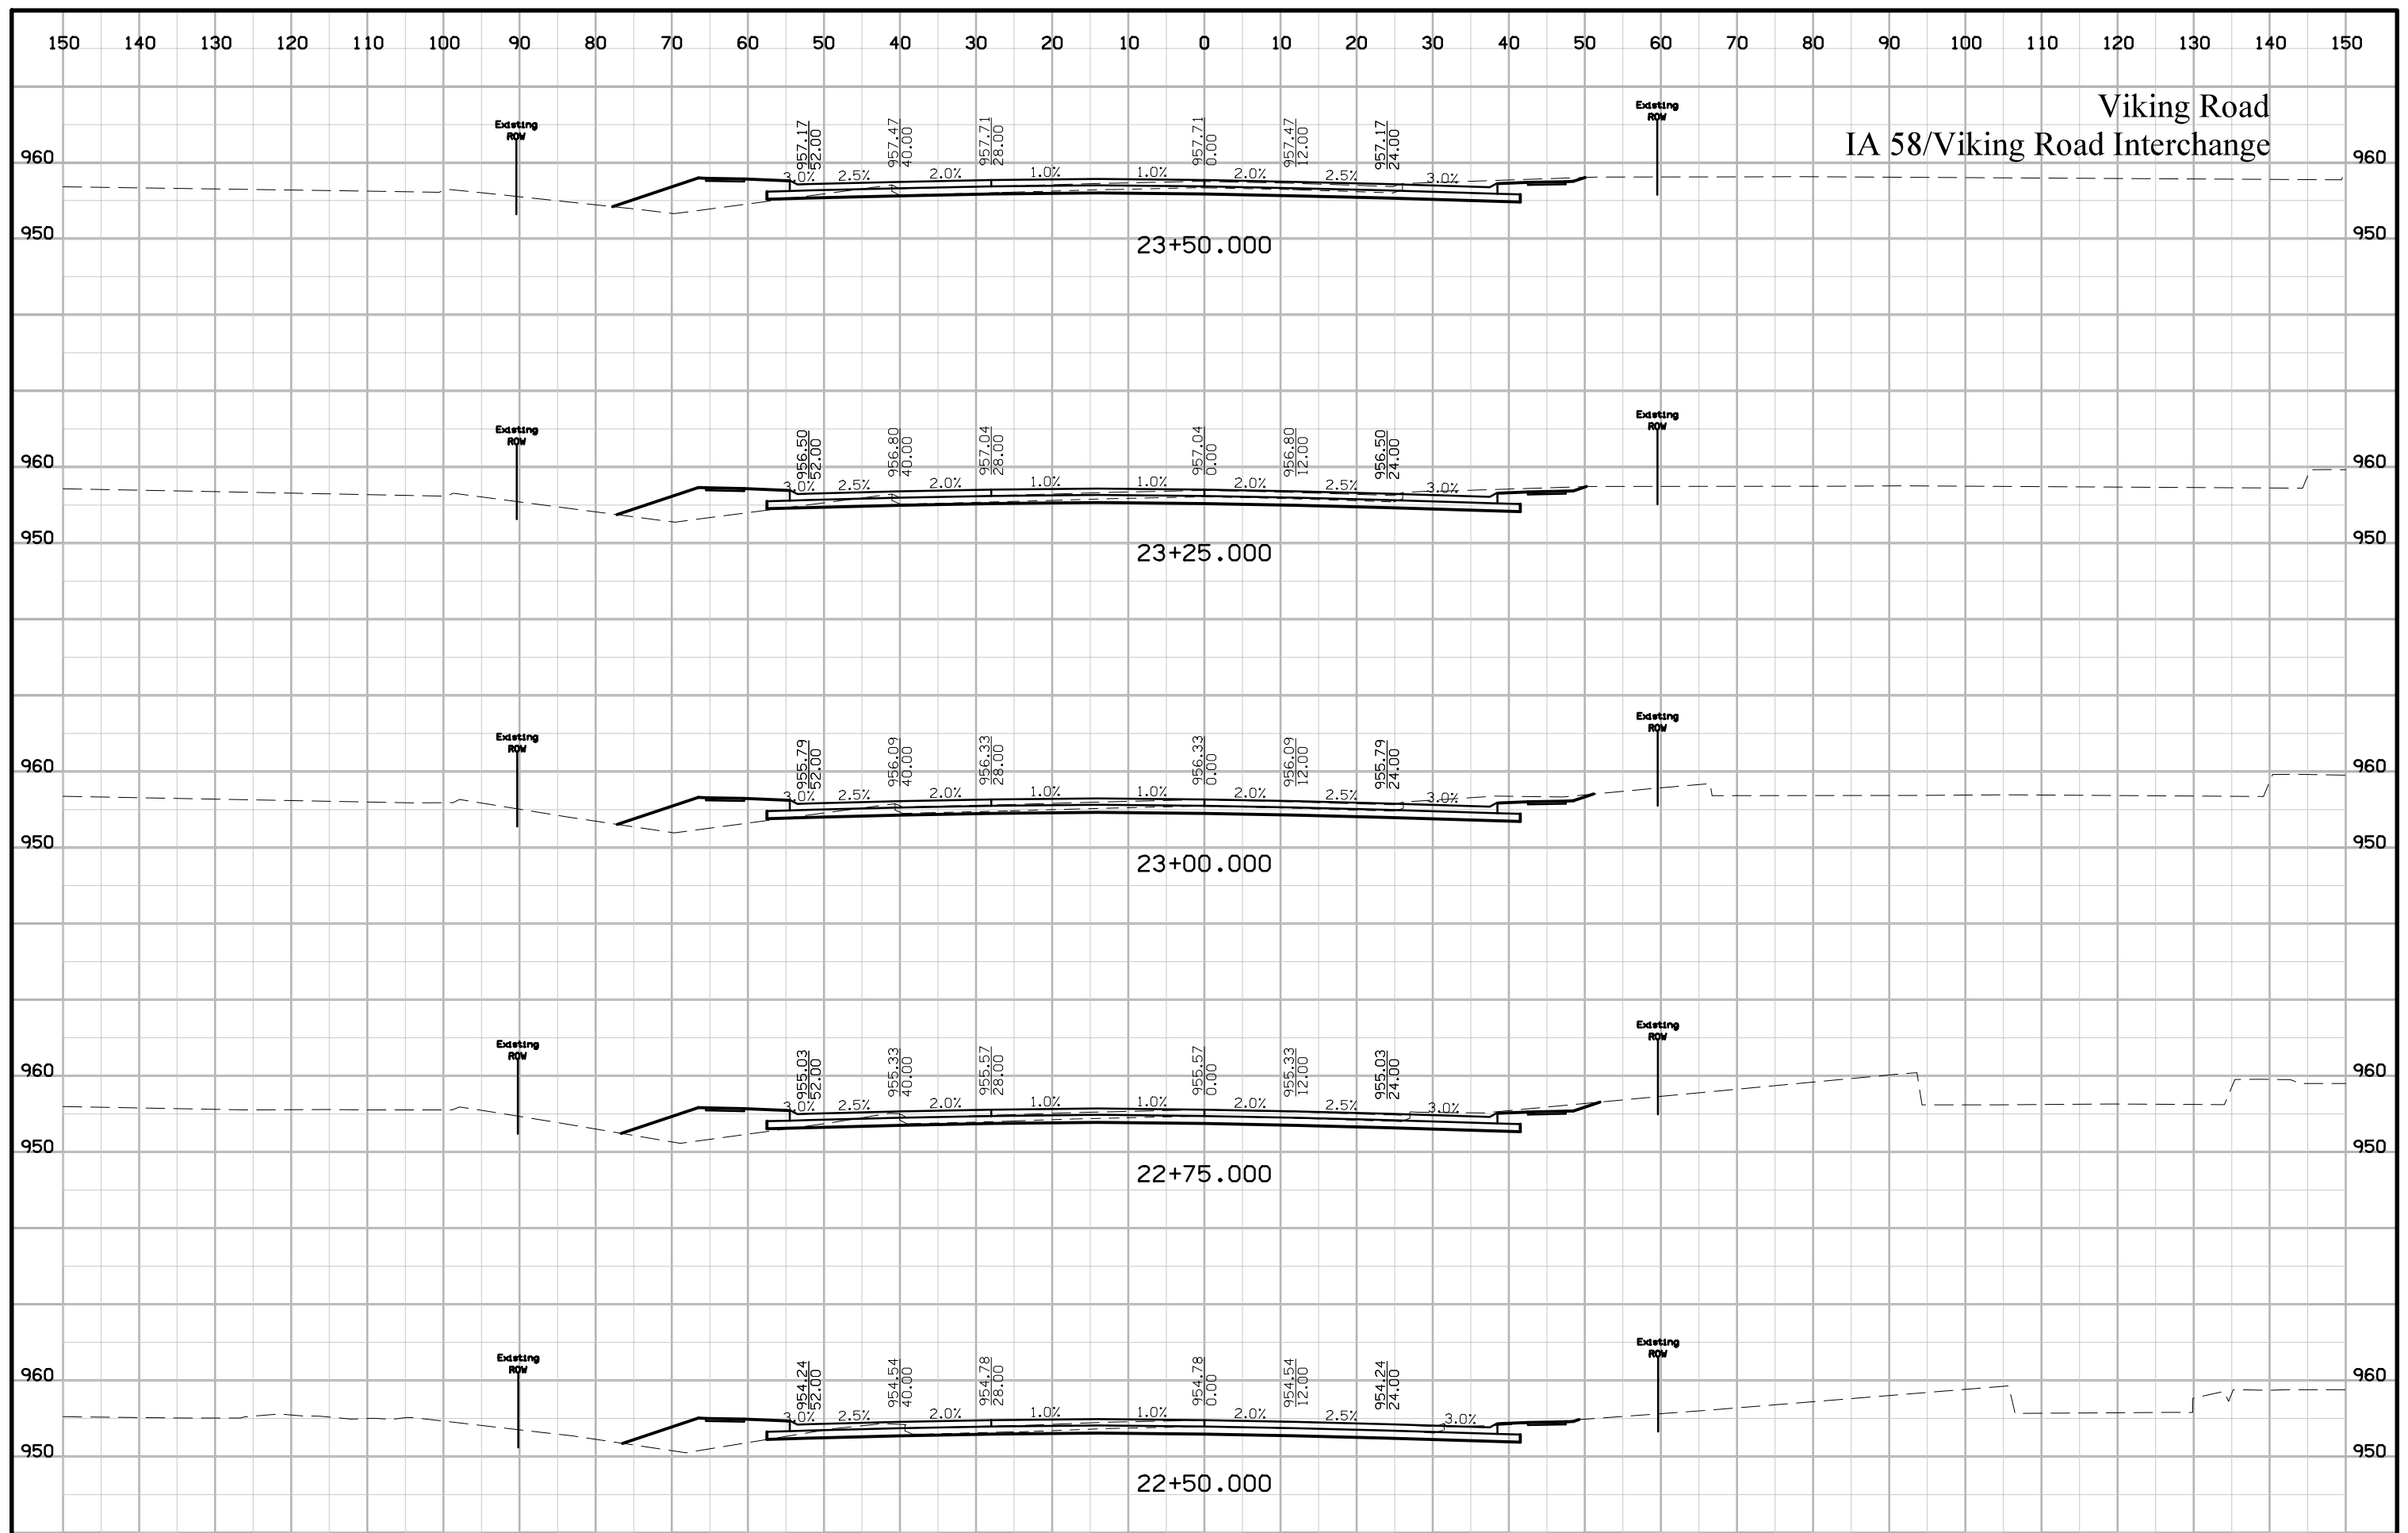 150 140 130 120 110 100 90 80 70 60 50 40 30 20 10 0 10 20 30 40 50 60 70 80 90 100 110 120 130 140 150
Viking Road
IA 58/Viking Road Interchange
Existing
ROW
957.17
52.00
957.47
40.00
957.71
28.00
957.71
0.00
957.47
12.00
957.17
24.00
Existing
ROW
960 960
3.0% 2.5% 2.0% 1.0% 1.0% 2.0% 2.5% 3.0%
950 950
23+50.000
Existing
ROW
956.50
52.00
956.80
40.00
957.04
28.00
957.04
0.00
956.80
12.00
956.50
24.00
Existing
ROW
960 960
3.0% 2.5% 2.0% 1.0% 1.0% 2.0% 2.5% 3.0%
950 950
23+25.000
Existing
ROW
955.79
52.00
956.09
40.00
956.33
28.00
956.33
0.00
956.09
12.00
955.79
24.00
Existing
ROW
960 960
3.0% 2.5% 2.0% 1.0% 1.0% 2.0% 2.5% 3.0%
950 950
23+00.000
Existing
ROW
955.03
52.00
955.33
40.00
955.57
28.00
955.57
0.00
955.33
12.00
955.03
24.00
Existing
ROW
960 960
3.0% 2.5% 2.0% 1.0% 1.0% 2.0% 2.5% 3.0%
950 950
22+75.000
Existing
ROW
954.24
52.00
954.54
40.00
954.78
28.00
954.78
0.00
954.54
12.00
954.24
24.00
Existing
ROW
960 960
3.0% 2.5% 2.0% 1.0% 1.0% 2.0% 2.5% 3.0%
950 950
22+50.000